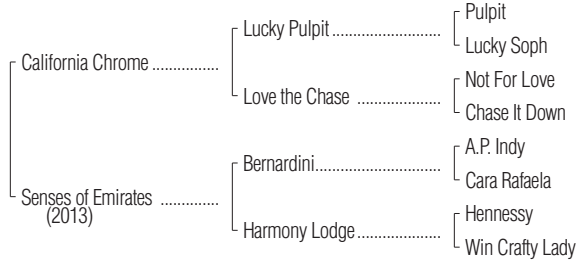 Pulpit
Lucky Pulpit
Lucky Soph
California Chrome
Not For Love
Love the Chase
Chase It Down
A.P. Indy
Bernardini
Cara Rafaela
Senses of Emirates
(2013)
Hennessy
Harmony Lodge
Win Crafty Lady